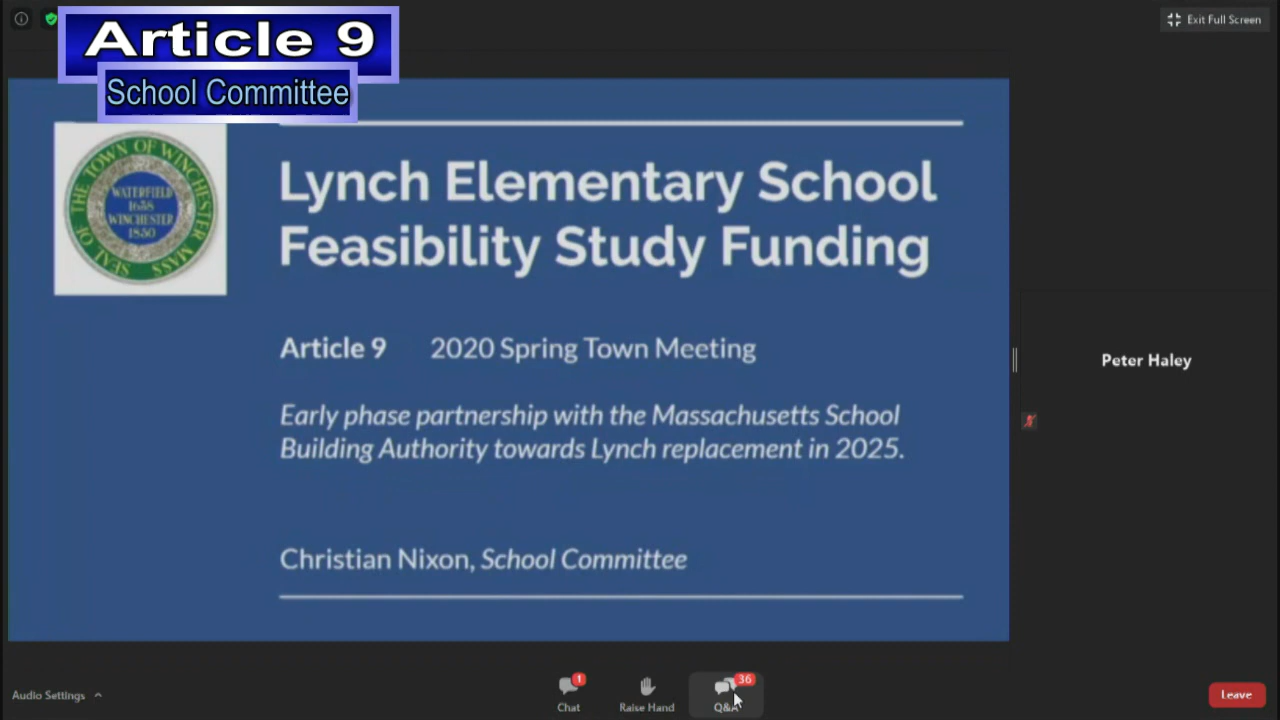 Article 9
School Committee
Exit Full Screen
THE TOWN OF WINCHESTER MASS
SEAL OF
WATERFIELD
1638
WINCHESTER
1850
Lynch Elementary School
Feasibility Study Funding
Article 9 2020 Spring Town Meeting
Early phase partnership with the Massachusetts School
Building Authority towards Lynch replacement in 2025.
Christian Nixon, School Committee
Peter Haley
Audio Settings
1
Chat
Raise Hand
36
Q&A
Leave